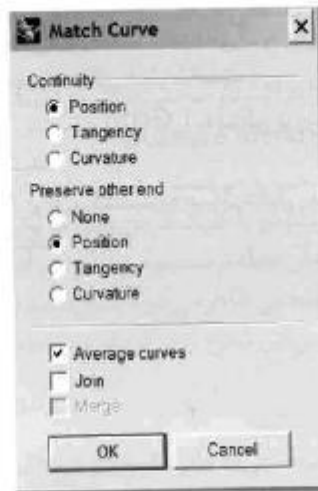 Match Curve
Continuity
Position
Tangency
Curvature
Preserve other end
None
Position
Tangency
Curvature
Average curves
Join
Merge
OK
Cancel